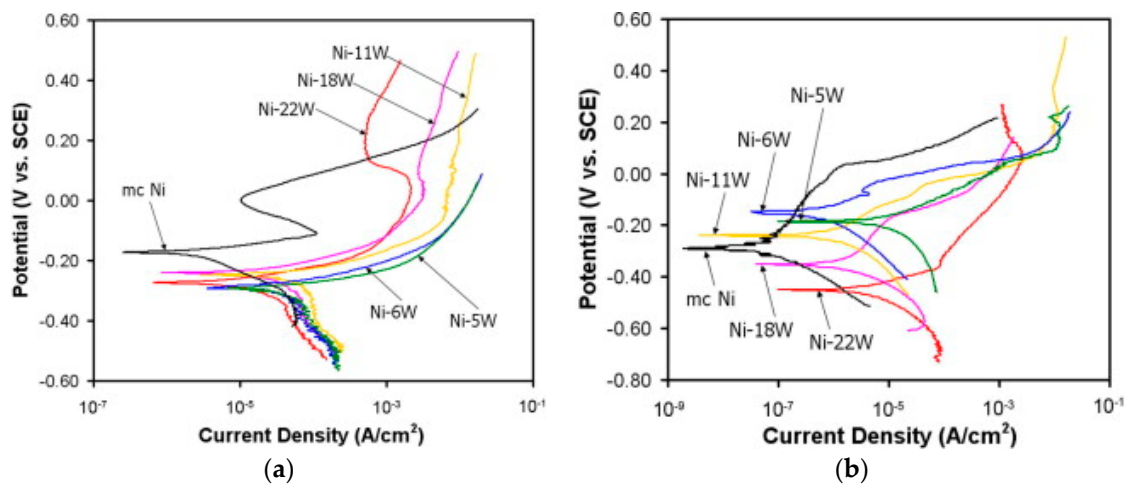 0.60
0.40
0.20
0.00
-0.20
-0.40
-0.60
Potential (V vs. SCE)
Ni-11W
Ni-18W
Ni-22W
mc Ni
Ni-6W
Ni-5W
10-7
10-5
10-3
10-1
Current Density (A/cm2)
(a)
0.60
0.40
0.20
0.00
-0.20
-0.40
-0.60
-0.80
Potential (V vs. SCE)
Ni-5W
Ni-6W
Ni-11W
mc Ni
Ni-18W
Ni-22W
10-9
10-7
10-5
10-3
10-1
Current Density (A/cm2)
(b)